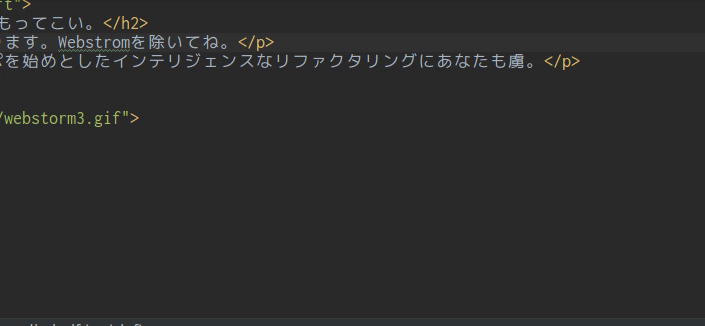 ft">
もってこい。</h2>
ます。Webstromを除いてね。</p>
を始めとしたインテリジェンスなリファクタリングにあなたも虜。</p>
/webstorm3.gif">